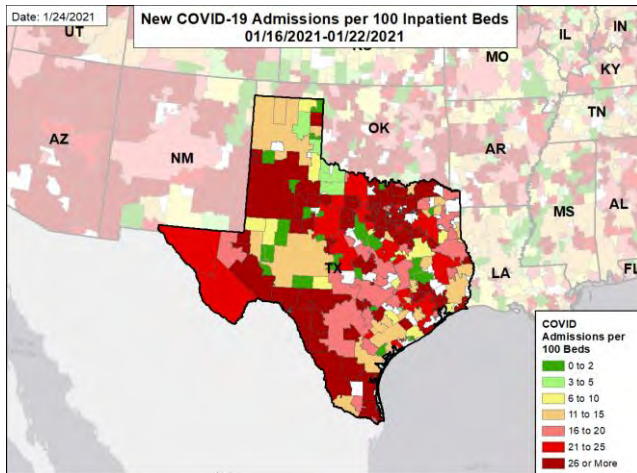 Date: 1/24/2021
New COVID-19 Admissions per 100 Inpatient Beds
01/16/2021-01/22/2021
UT
IL
IN
MO
KY
AZ
NM
OK
TN
AR
MS
AL
TX
LA
FL
COVID
Admissions per
100 Beds
0 to 2
3 to 5
6 to 10
11 to 15
16 to 20
21 to 25
26 or More